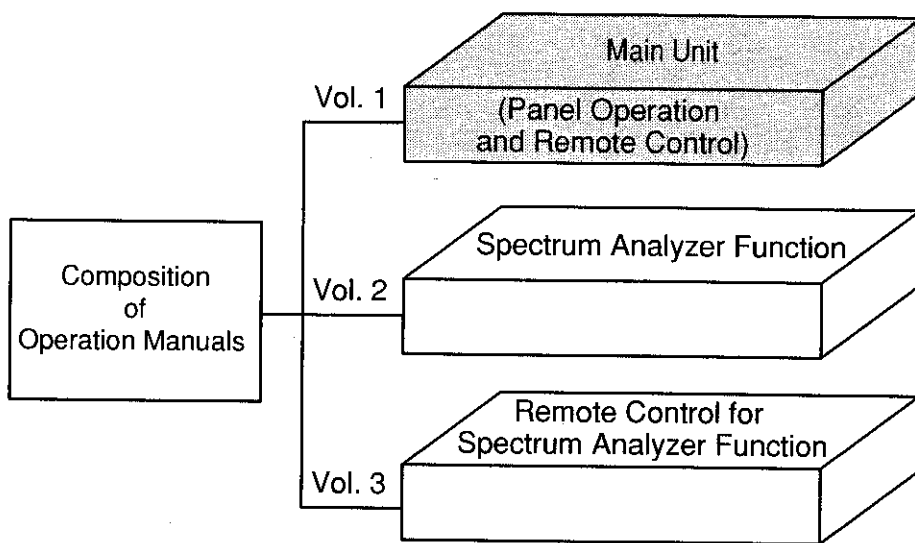 Main Unit
Vol. 1
(Panel Operation
and Remote Control)
Composition
of
Operation Manuals
Spectrum Analyzer Function
Vol. 2
Remote Control for
Spectrum Analyzer Function
Vol. 3